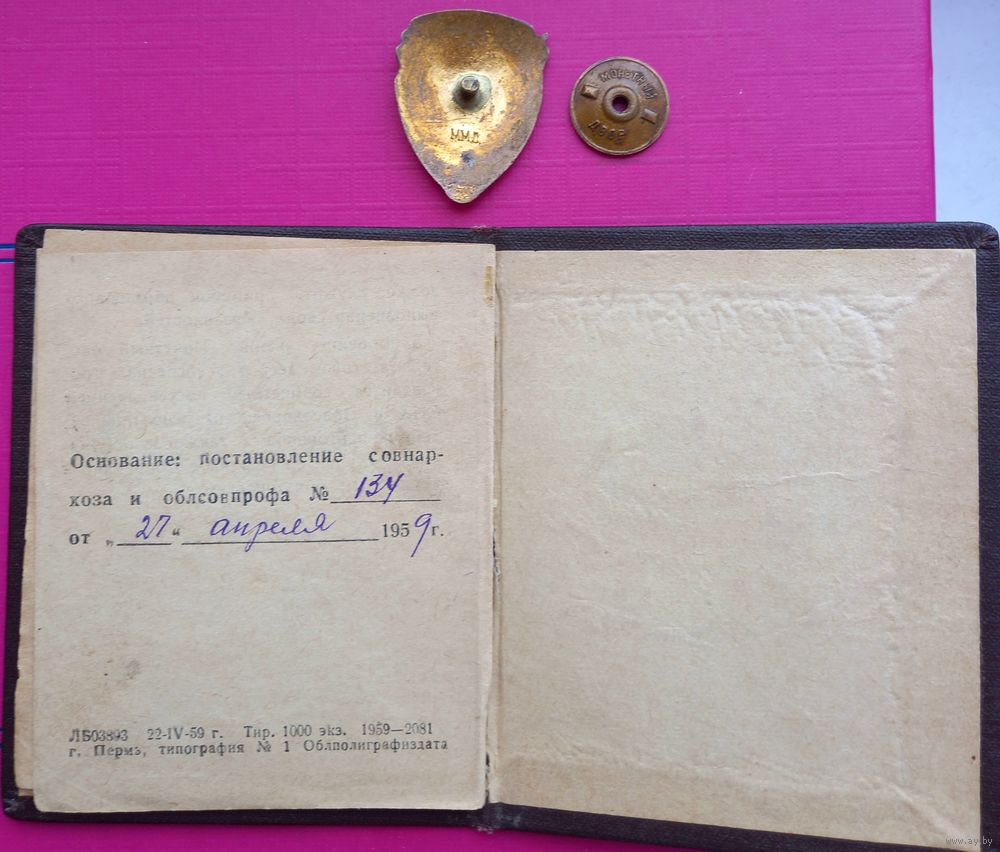 ММД
МОНЕТНЫЙ
ДВОР
Основание: постановление совнар-
хоза и облсовпрофа № 134
от „ 27 “ апреля 1959 г.
ЛБ03893 22-IV-59 г. Тир. 1000 экз. 1959—2081
г. Пермь, типография № 1 Облполиграфиздата
www.ay.by